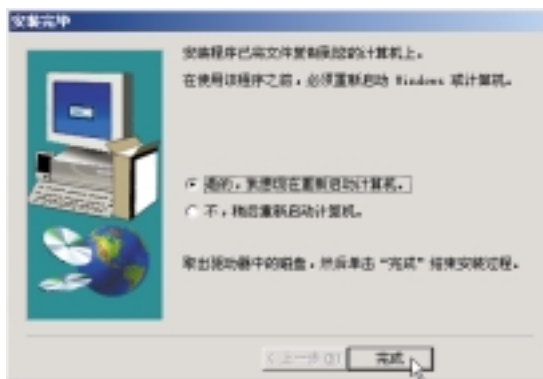 安装完毕
安装程序已将文件复制到您的计算机上。
在使用该程序之前，必须重新启动 Windows 或计算机。
是的，我想现在重新启动计算机。
不，稍后重新启动计算机。
取出驱动器中的磁盘，然后单击“完成”结束安装过程。
<上一步(B) 完成